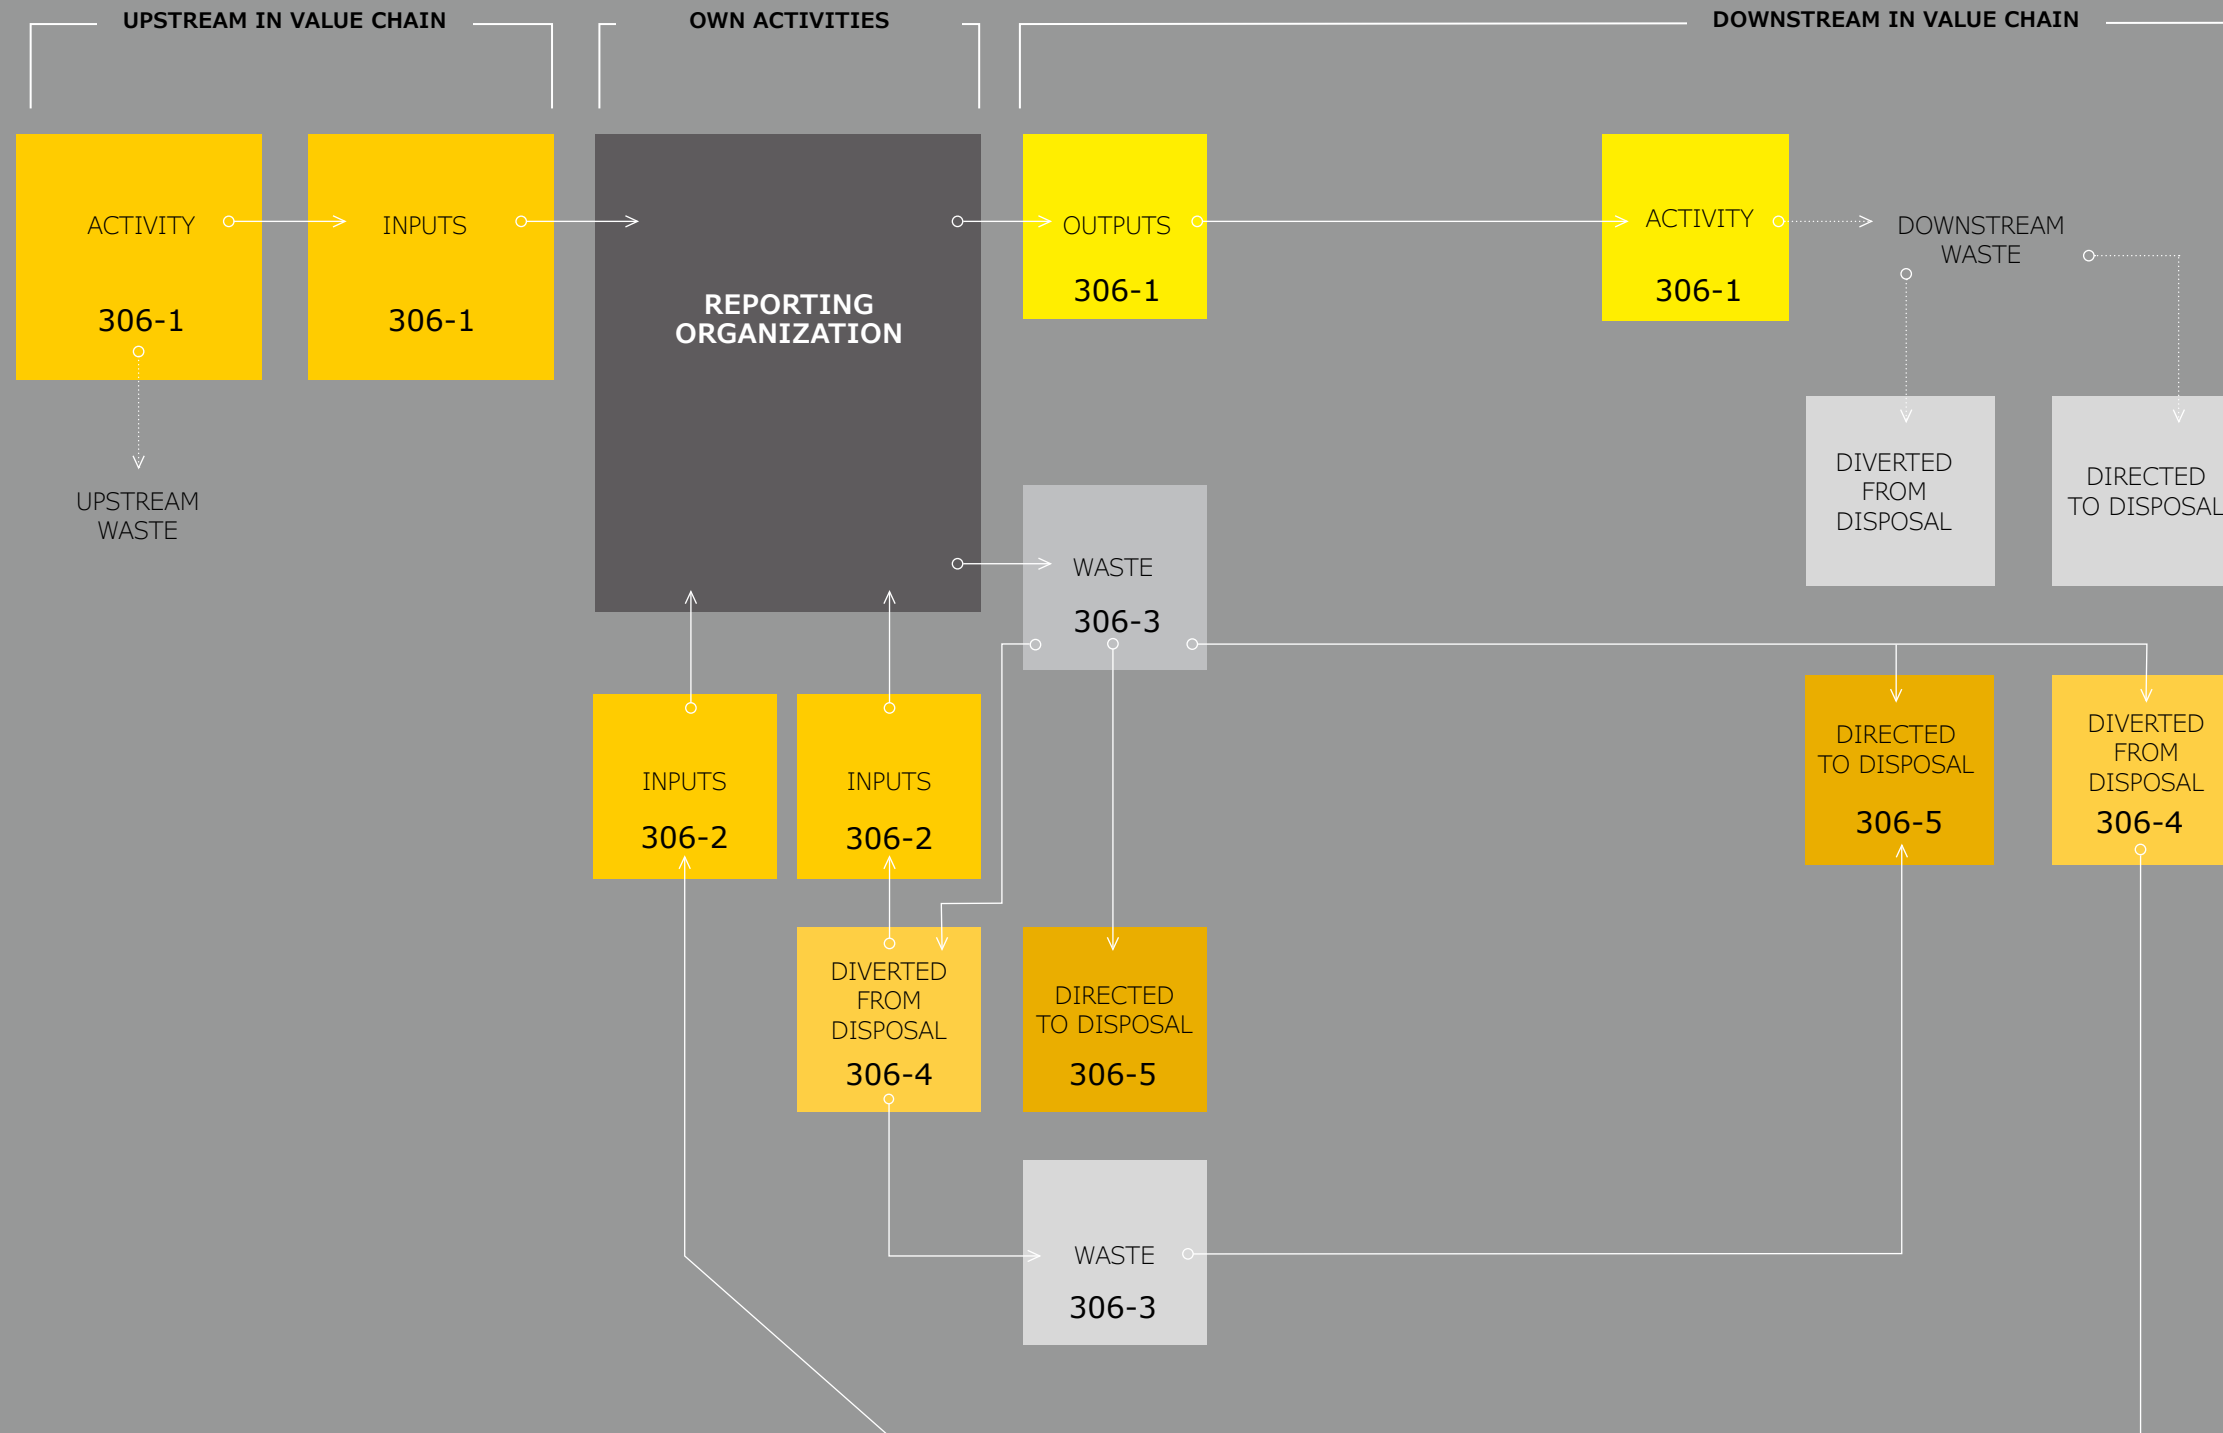 UPSTREAM IN VALUE CHAIN
OWN ACTIVITIES
DOWNSTREAM IN VALUE CHAIN
ACTIVITY
306-1
INPUTS
306-1
REPORTING
ORGANIZATION
OUTPUTS
306-1
ACTIVITY
306-1
DOWNSTREAM
WASTE
UPSTREAM
WASTE
DIVERTED
FROM
DISPOSAL
DIRECTED
TO DISPOSAL
WASTE
306-3
INPUTS
306-2
INPUTS
306-2
DIRECTED
TO DISPOSAL
306-5
DIVERTED
FROM
DISPOSAL
306-4
DIVERTED
FROM
DISPOSAL
306-4
DIRECTED
TO DISPOSAL
306-5
WASTE
306-3